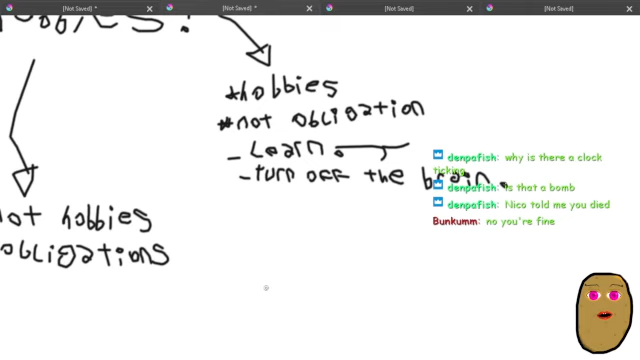 [Not Saved] * [Not Saved] * [Not Saved] [Not Saved]
*hobbies
*not obligation
- Learn.
- turn off the brain.
not hobbies
obligations
denpafish: why is there a clock
ticking
denpafish: is that a bomb
denpafish: Nico told me you died
Bunkumm: no you're fine